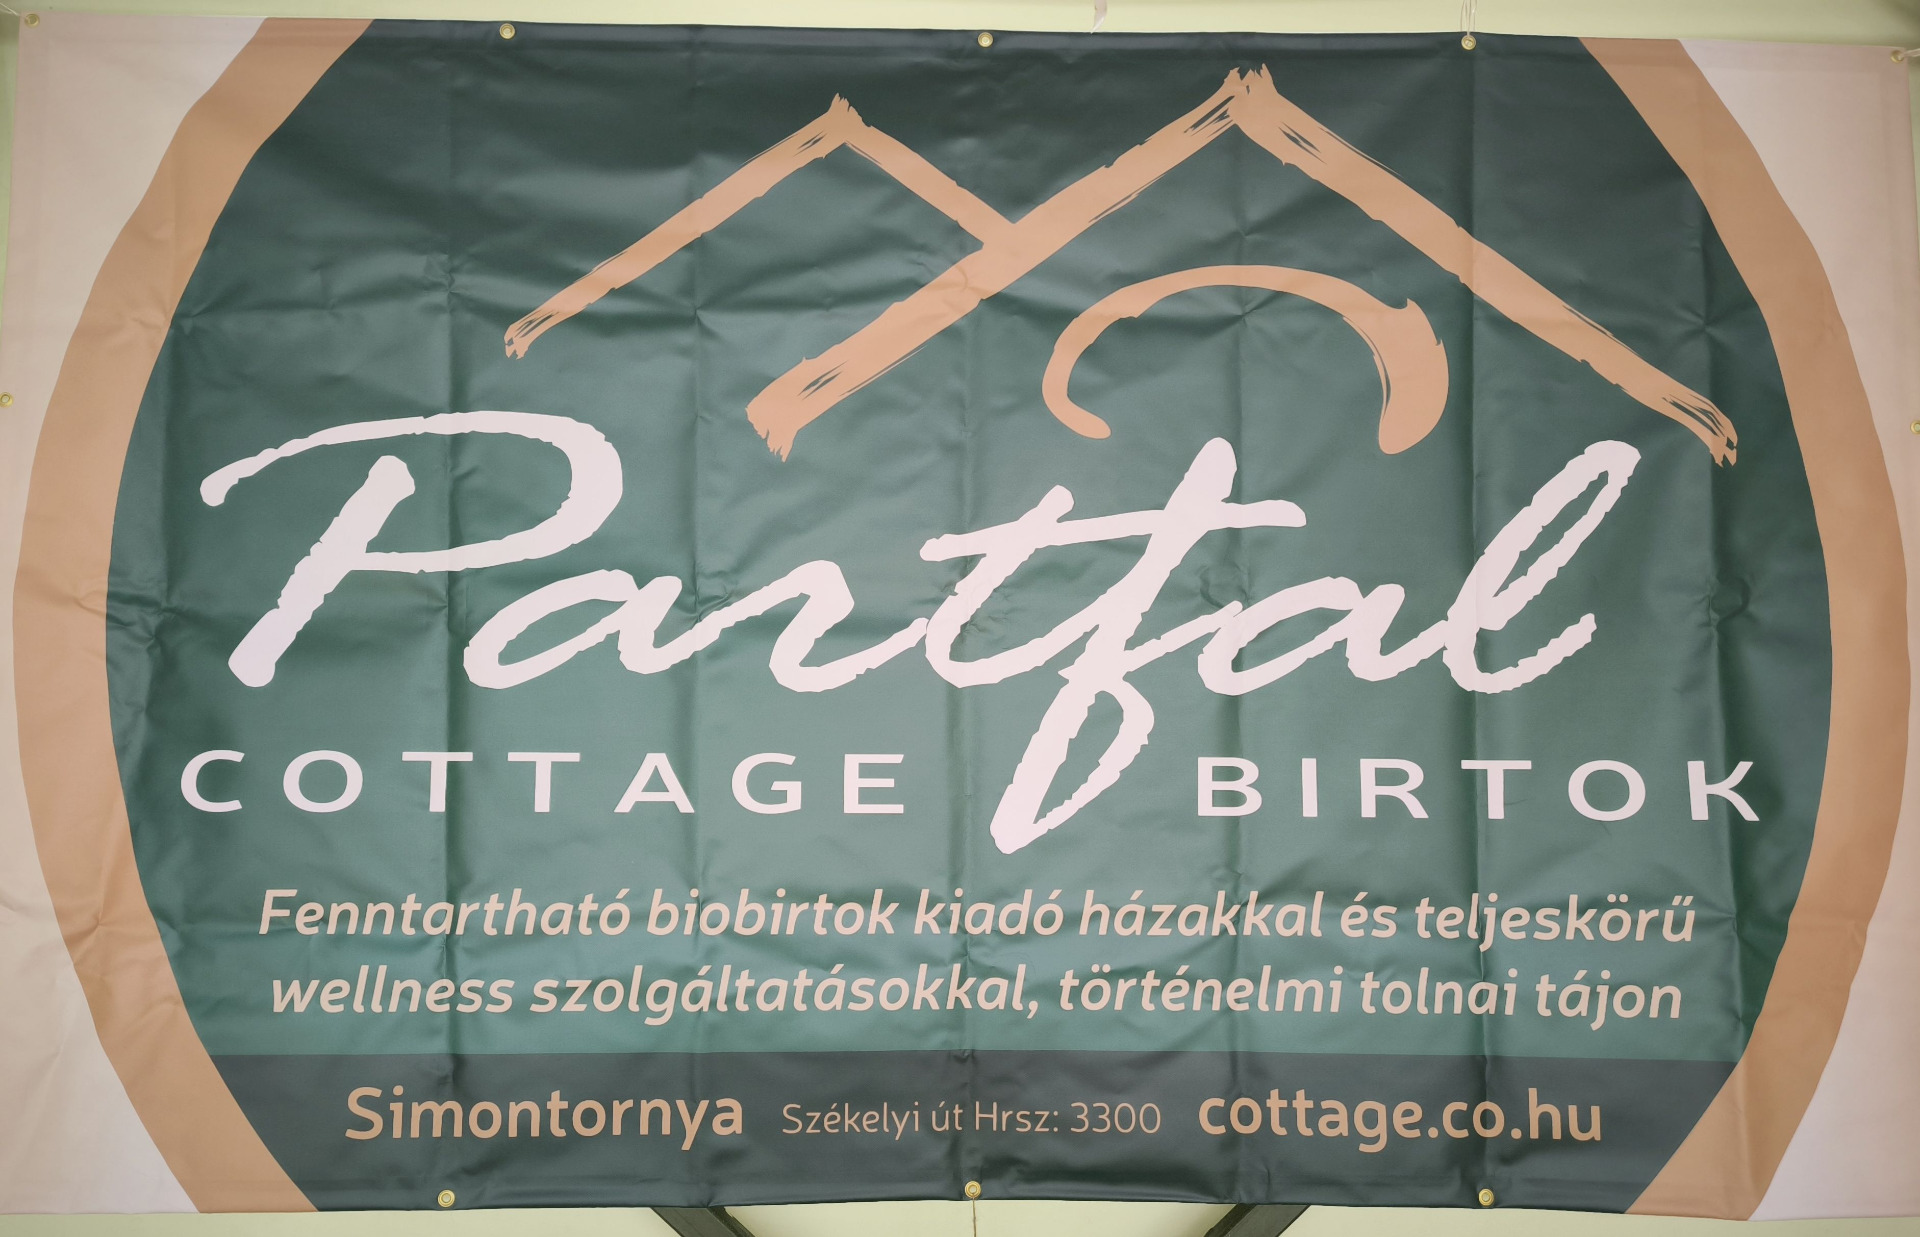 Partfal
COTTAGE BIRTOK
Fenntartható biobirtok kiadó házakkal és teljeskörű
wellness szolgáltatásokkal, történelmi tolnai tájon
Simontornya Székelyi út Hrsz: 3300 cottage.co.hu